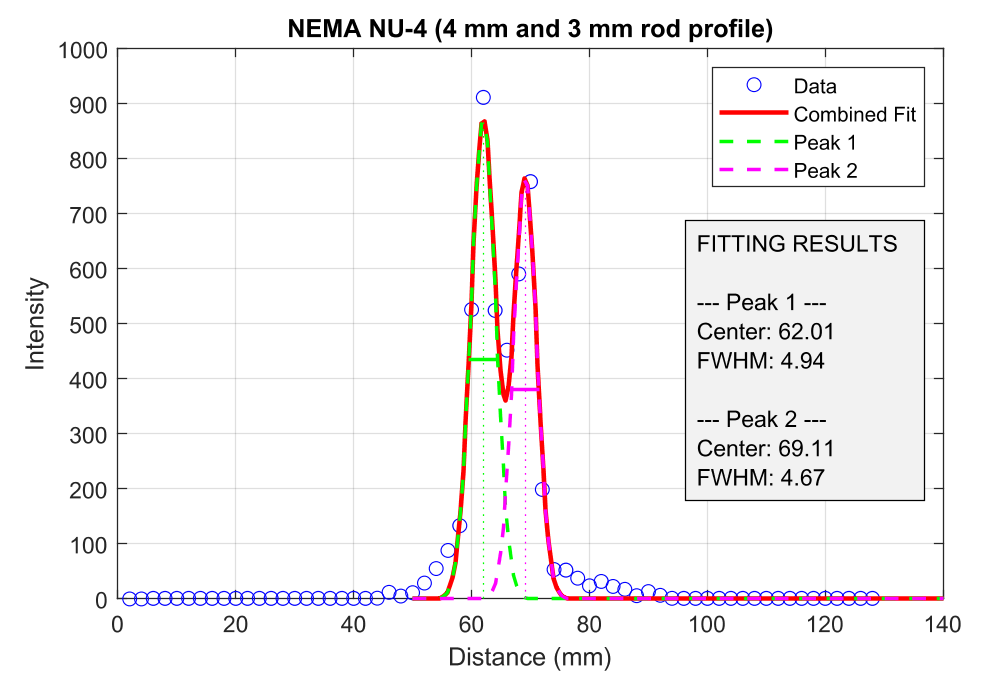 NEMA NU-4 (4 mm and 3 mm rod profile)
1000
900
800
700
600
500
400
300
200
100
0
Intensity
0
20
40
60
80
100
120
140
Distance (mm)
Data
Combined Fit
Peak 1
Peak 2
FITTING RESULTS
--- Peak 1 ---
Center: 62.01
FWHM: 4.94
--- Peak 2 ---
Center: 69.11
FWHM: 4.67